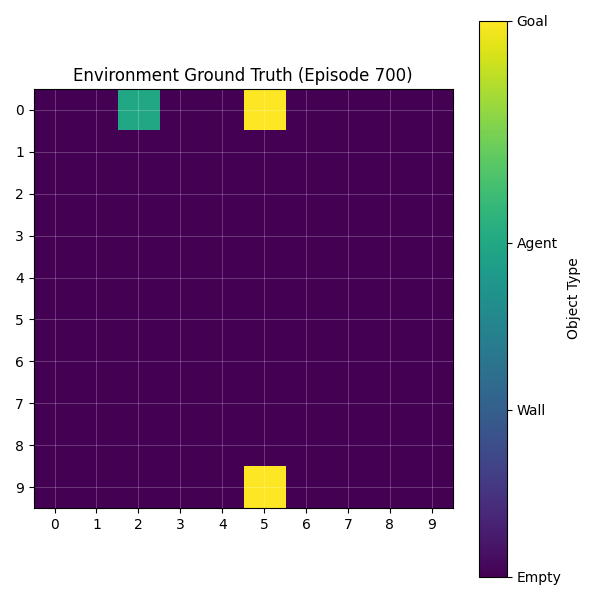 Environment Ground Truth (Episode 700)
Goal
Agent
Wall
Empty
Object Type
0
1
2
3
4
5
6
7
8
9
0 1 2 3 4 5 6 7 8 9